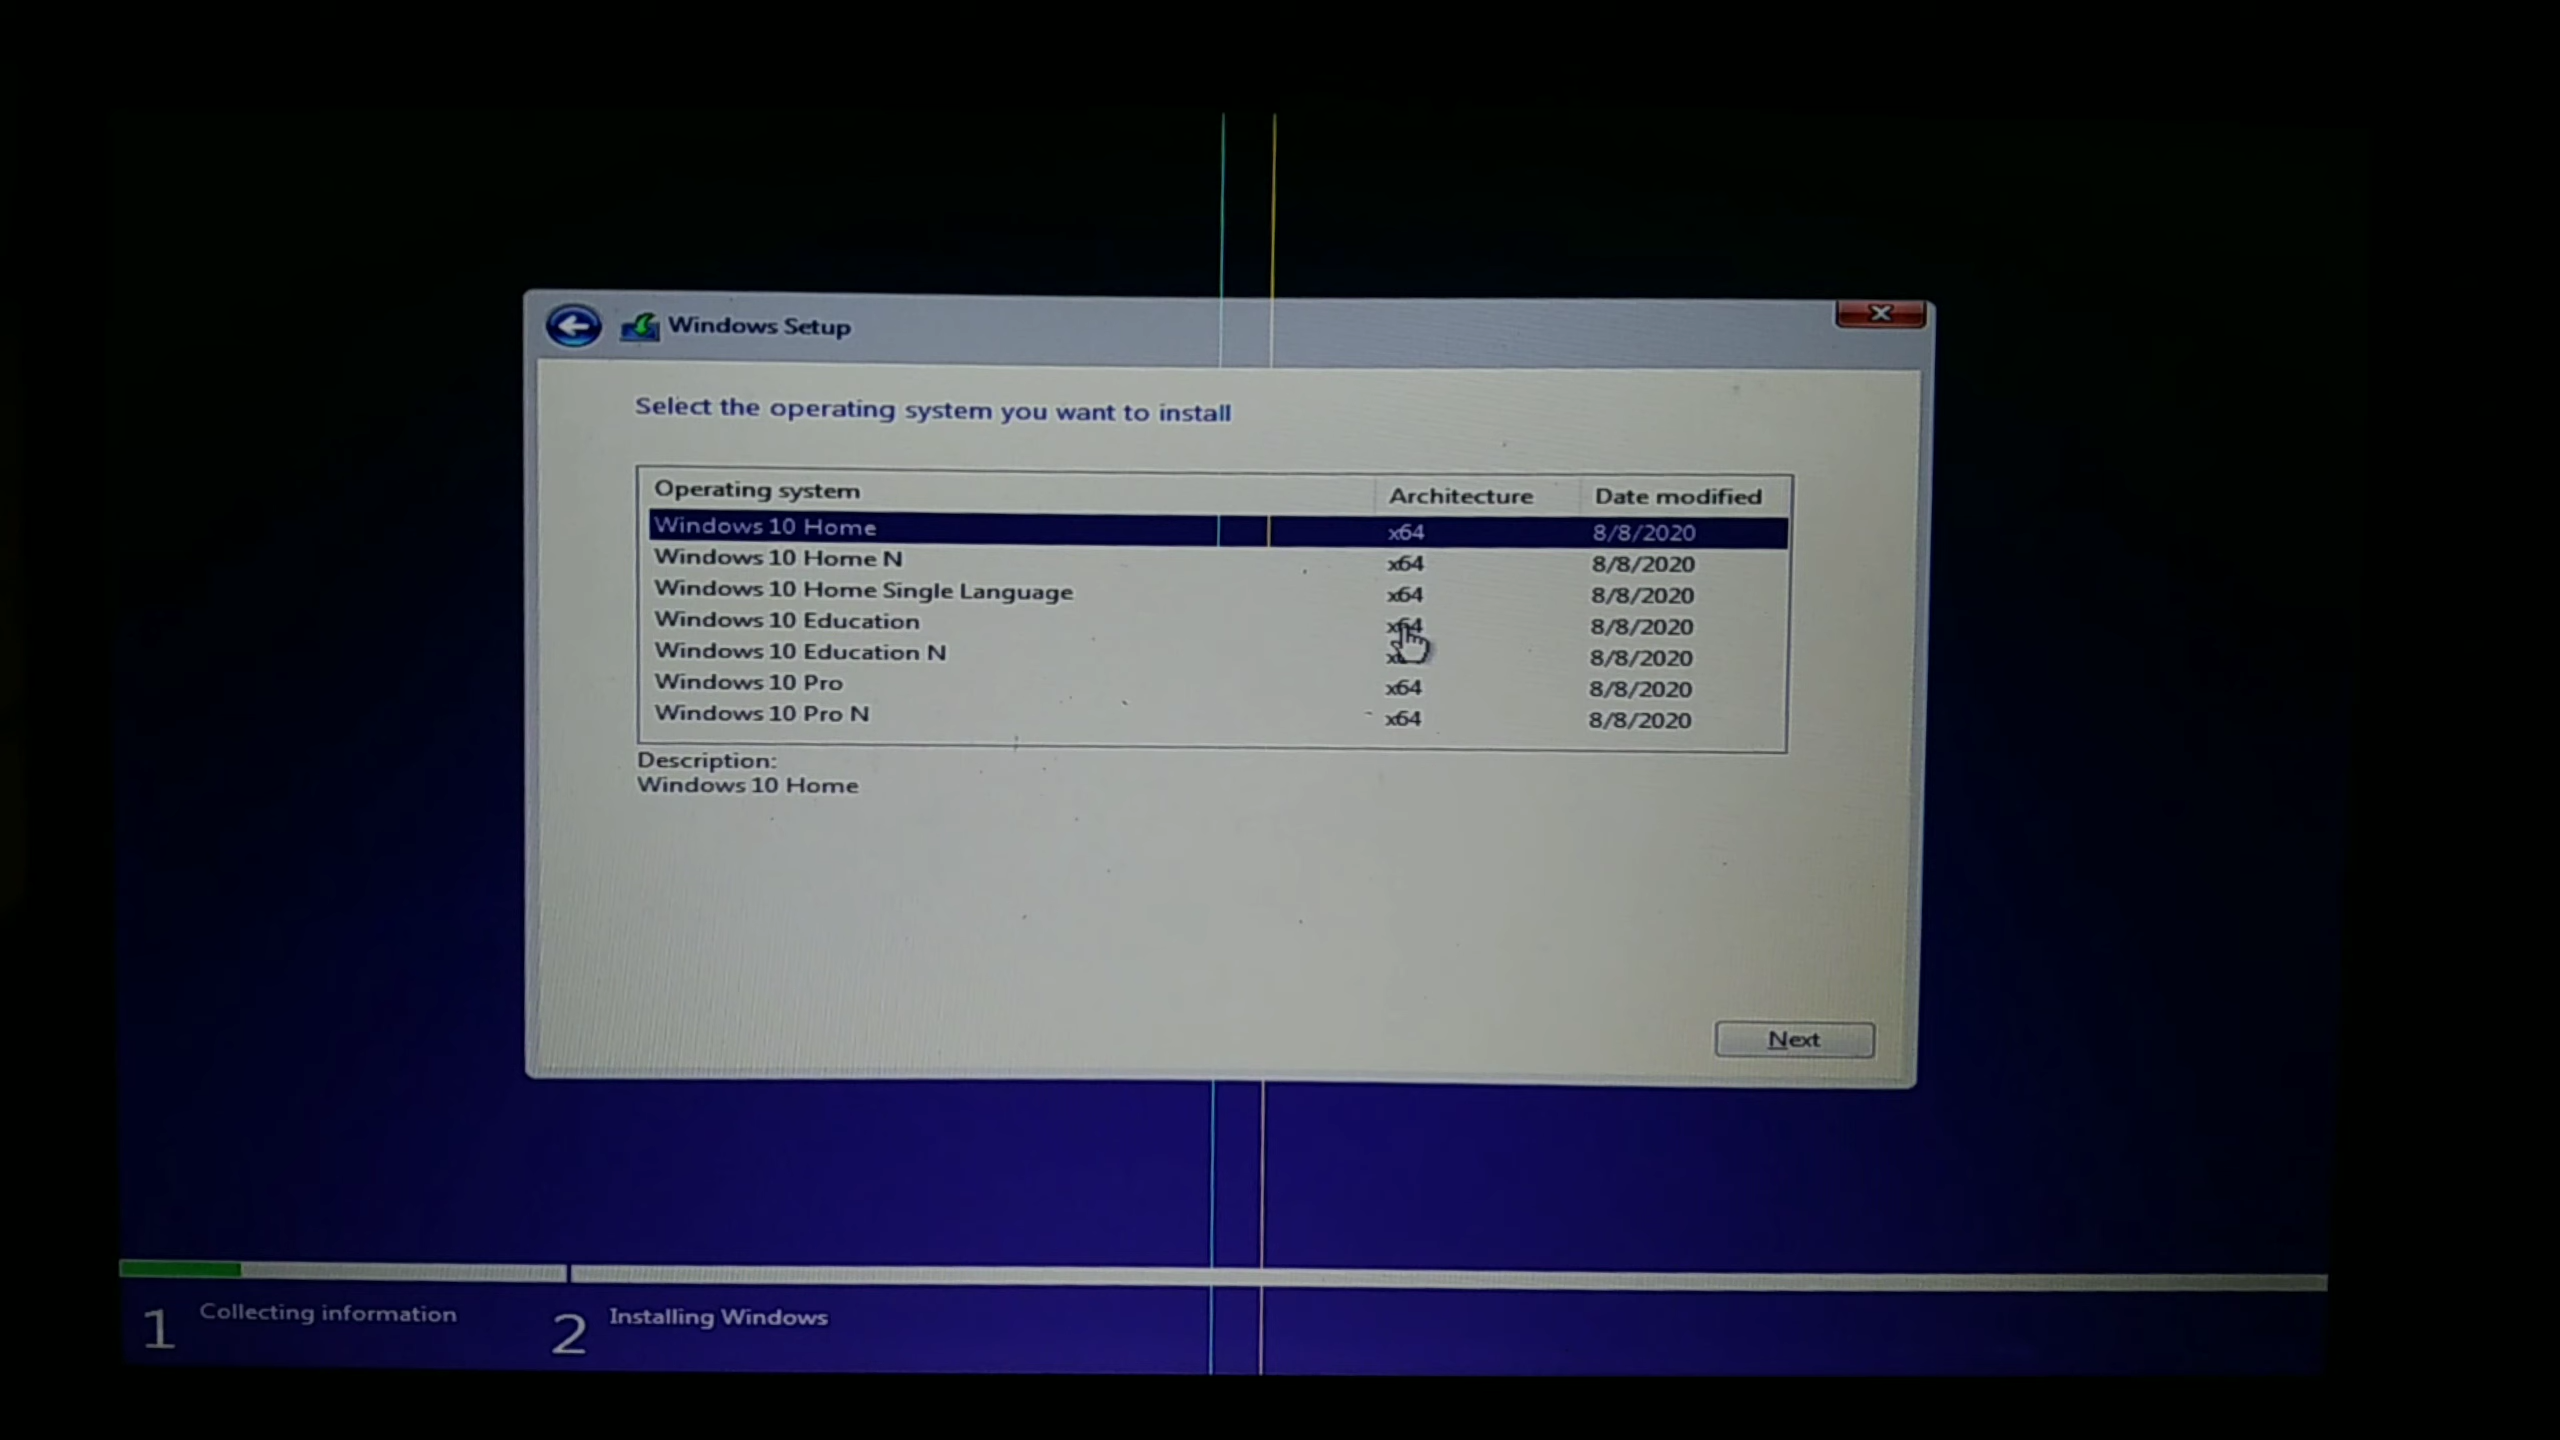 Windows Setup
Select the operating system you want to install
Operating system Architecture Date modified
Windows 10 Home x64 8/8/2020
Windows 10 Home N x64 8/8/2020
Windows 10 Home Single Language x64 8/8/2020
Windows 10 Education x64 8/8/2020
Windows 10 Education N 8/8/2020
Windows 10 Pro x64 8/8/2020
Windows 10 Pro N x64 8/8/2020
Description:
Windows 10 Home
Next
1 Collecting information 2 Installing Windows